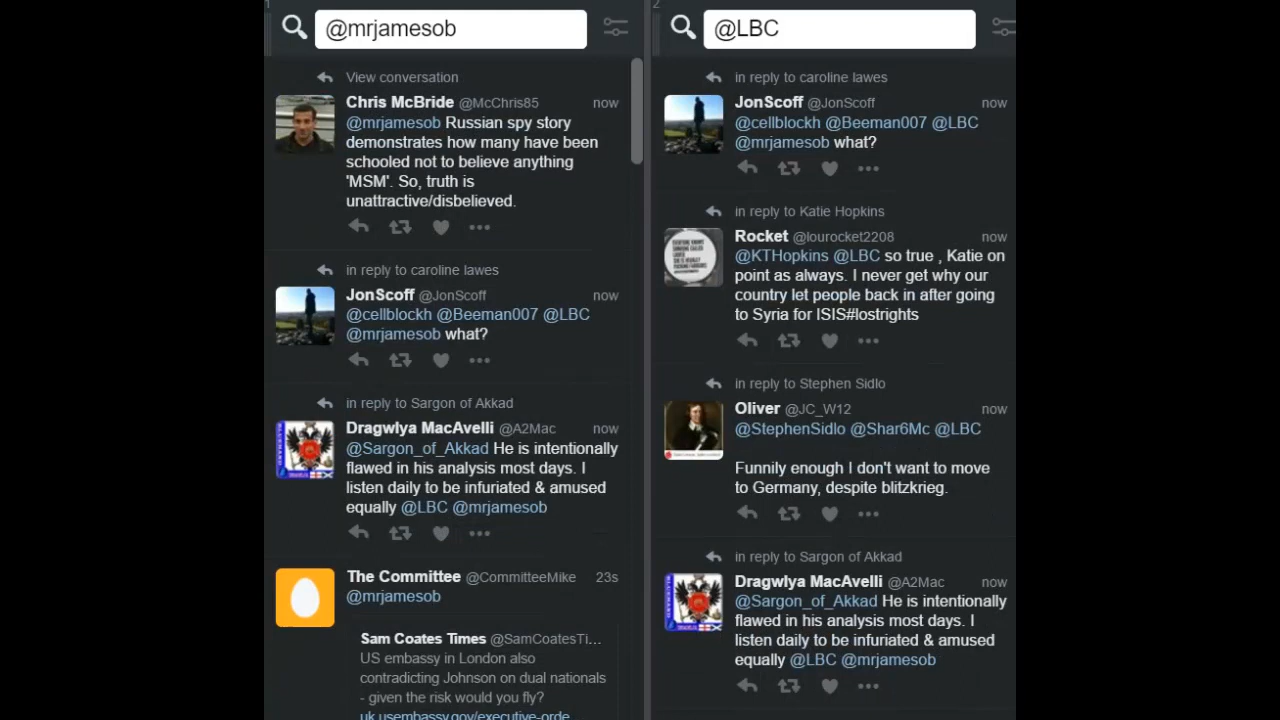 1
@mrjamesob
View conversation
Chris McBride @McChris85 now
@mrjamesob Russian spy story
demonstrates how many have been
schooled not to believe anything
'MSM'. So, truth is
unattractive/disbelieved.
in reply to caroline lawes
JonScoff @JonScoff now
@cellblockh @Beeman007 @LBC
@mrjamesob what?
in reply to Sargon of Akkad
Dragwlya MacAvelli @A2Mac now
@Sargon_of_Akkad He is intentionally
flawed in his analysis most days. I
listen daily to be infuriated & amused
equally @LBC @mrjamesob
The Committee @CommitteeMike 23s
@mrjamesob
Sam Coates Times @SamCoatesTi...
US embassy in London also
contradicting Johnson on dual nationals
- given the risk would you fly?
uk.usembassy.gov/executive-orde
2
@LBC
in reply to caroline lawes
JonScoff @JonScoff now
@cellblockh @Beeman007 @LBC
@mrjamesob what?
in reply to Katie Hopkins
Rocket @lourocket2208 now
@KTHopkins @LBC so true , Katie on
point as always. I never get why our
country let people back in after going
to Syria for ISIS#lostrights
in reply to Stephen Sidlo
Oliver @JC_W12 now
@StephenSidlo @Shar6Mc @LBC
Funnily enough I don't want to move
to Germany, despite blitzkrieg.
in reply to Sargon of Akkad
Dragwlya MacAvelli @A2Mac now
@Sargon_of_Akkad He is intentionally
flawed in his analysis most days. I
listen daily to be infuriated & amused
equally @LBC @mrjamesob